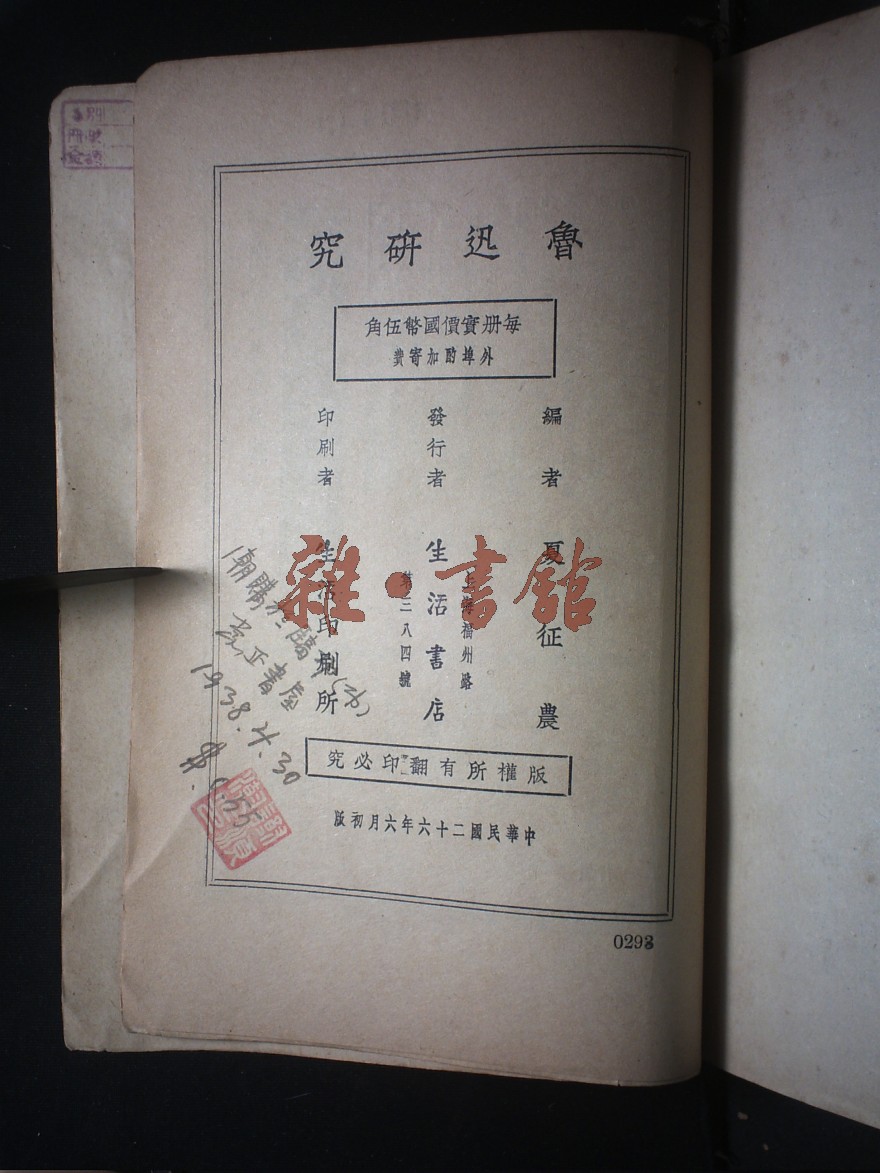 魯迅研究
每册實價國幣伍角
外埠酌加寄費
編者 夏征農
發行者 生活書店
上海福州路
第三八四號
印刷者 生活印刷所
版權所有翻印必究
中華民國二十六年六月初版
0293
雜·書館
1938.4.30